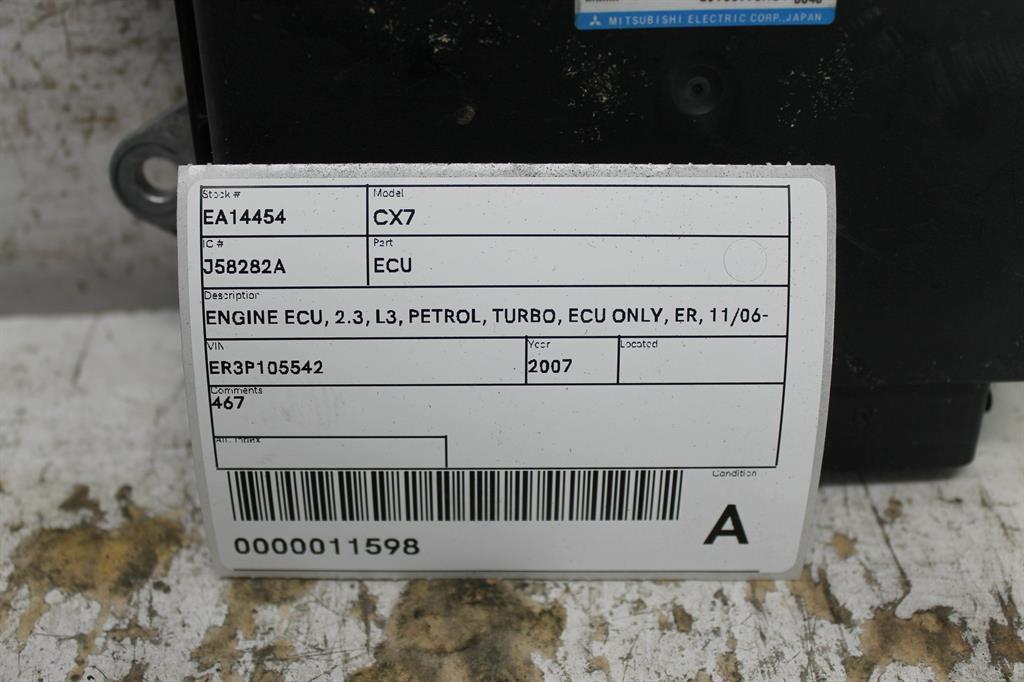 MITSUBISHI ELECTRIC CORP., JAPAN
Stock # Model
EA14454 CX7
IC # Part
J58282A ECU
Description
ENGINE ECU, 2.3, L3, PETROL, TURBO, ECU ONLY, ER, 11/06-
VIN Year Located
ER3P105542 2007
Comments
467
Condition
A
0000011598